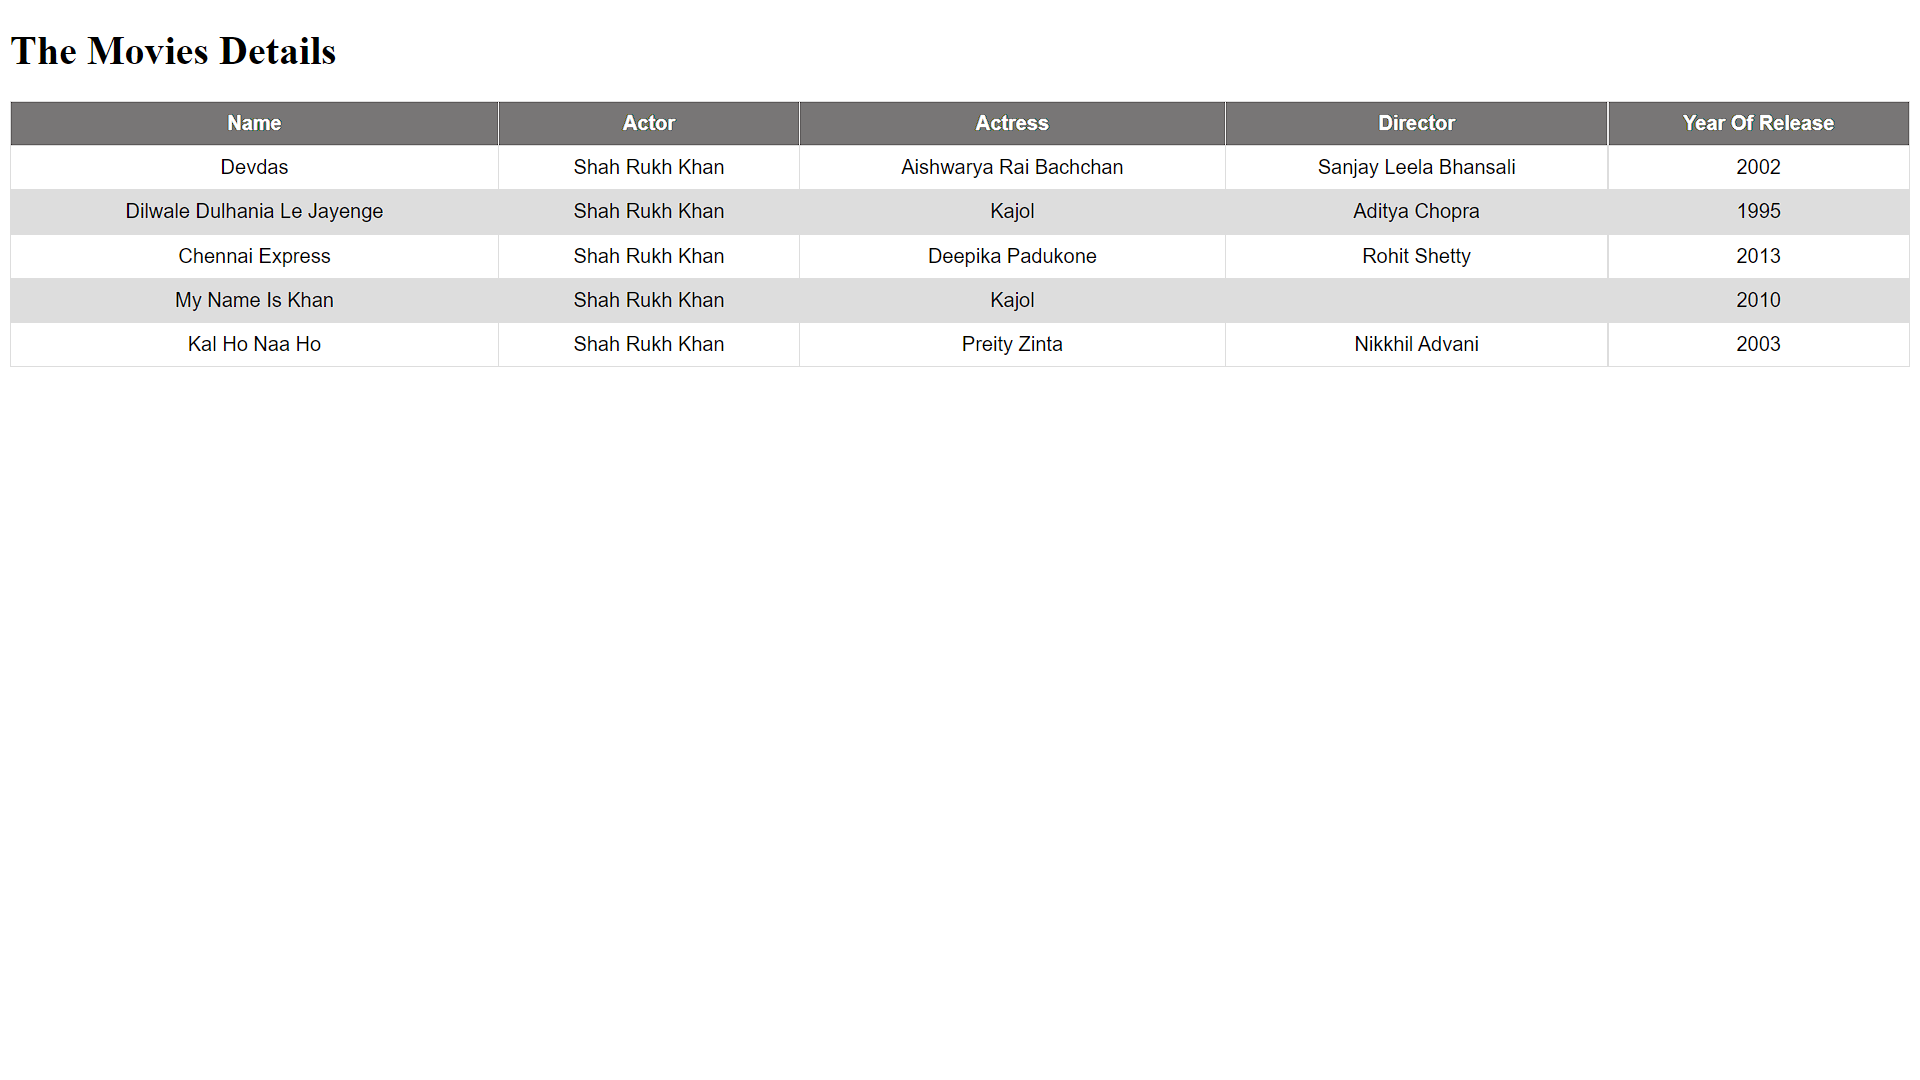 The Movies Details
Name Actor Actress Director Year Of Release
Devdas Shah Rukh Khan Aishwarya Rai Bachchan Sanjay Leela Bhansali 2002
Dilwale Dulhania Le Jayenge Shah Rukh Khan Kajol Aditya Chopra 1995
Chennai Express Shah Rukh Khan Deepika Padukone Rohit Shetty 2013
My Name Is Khan Shah Rukh Khan Kajol 2010
Kal Ho Naa Ho Shah Rukh Khan Preity Zinta Nikkhil Advani 2003